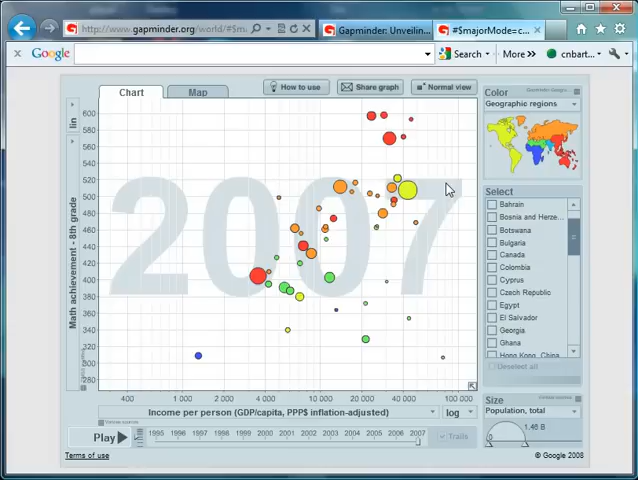 http://www.gapminder.org/world/#$m
Gapminder: Unveilin...
#$majorMode=c...
Google
Search
More »
cnbart...
Chart
Map
How to use
Share graph
Normal view
Color
Geographic regions
lin
600
580
560
540
520
500
480
460
440
420
400
380
360
340
320
300
280
2007
Math achievement - 8th grade
Select
Bahrain
Bosnia and Herze...
Botswana
Bulgaria
Canada
Colombia
Cyprus
Czech Republic
Egypt
El Salvador
Georgia
Ghana
Hong Kong, China
Unselect all
400
1 000
2 000
4 000
10 000
20 000
40 000
100 000
Income per person (GDP/capita, PPP$ inflation-adjusted)
log
Size
Population, total
1.46 B
0
Play
1995 1996 1997 1998 1999 2000 2001 2002 2003 2004 2005 2006 2007
Trails
Terms of use
© Google 2008